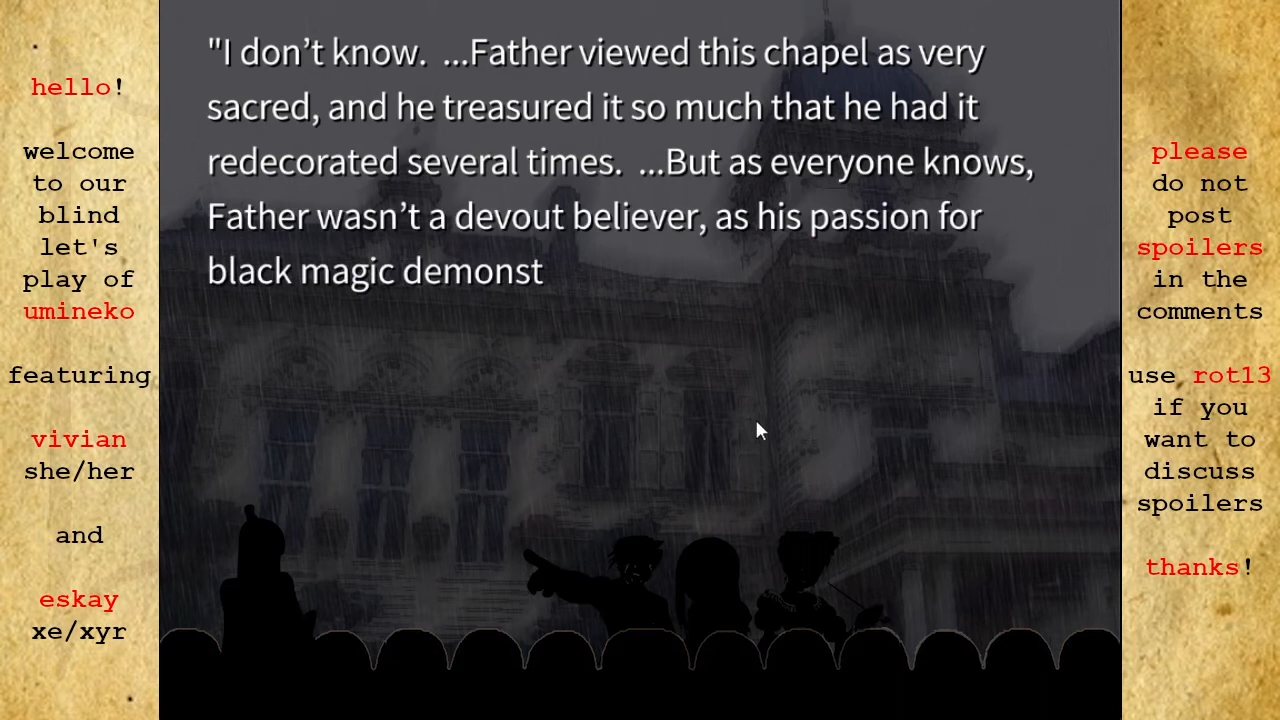 hello!
welcome
to our
blind
let's
play of
umineko
featuring
vivian
she/her
and
eskay
xe/xyr
"I don’t know.  ...Father viewed this chapel as very
sacred, and he treasured it so much that he had it
redecorated several times.  ...But as everyone knows,
Father wasn’t a devout believer, as his passion for
black magic demonst
please
do not
post
spoilers
in the
comments
use rot13
if you
want to
discuss
spoilers
thanks!